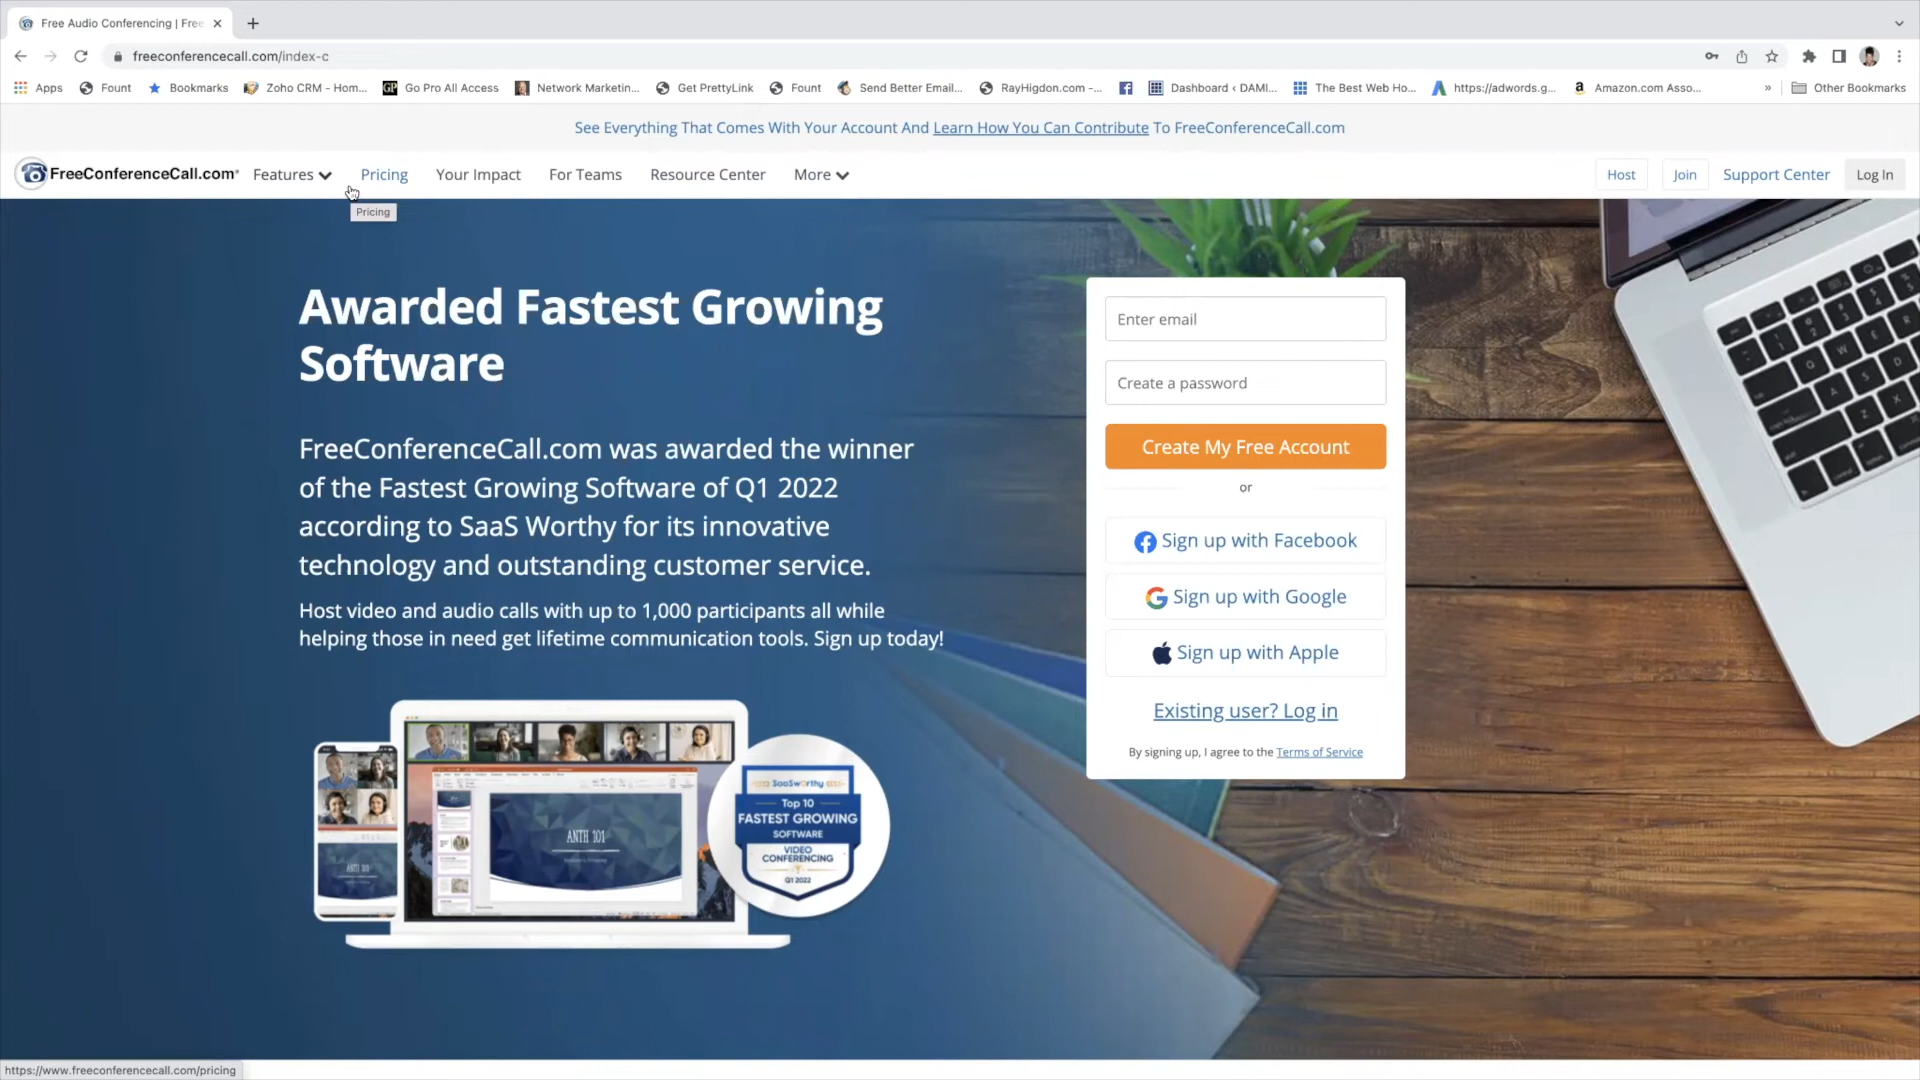 Free Audio Conferencing | Free
freeconferencecall.com/index-c
Apps Fount Bookmarks Zoho CRM - Hom... GP Go Pro All Access Network Marketin... Get PrettyLink Fount Send Better Email... RayHigdon.com -... Dashboard ‹ DAMI... The Best Web Ho... https://adwords.g... a Amazon.com Asso... » Other Bookmarks
See Everything That Comes With Your Account And Learn How You Can Contribute To FreeConferenceCall.com
FreeConferenceCall.com® Features Pricing Your Impact For Teams Resource Center More Host Join Support Center Log In
Pricing
Awarded Fastest Growing
Software
FreeConferenceCall.com was awarded the winner
of the Fastest Growing Software of Q1 2022
according to SaaS Worthy for its innovative
technology and outstanding customer service.
Host video and audio calls with up to 1,000 participants all while
helping those in need get lifetime communication tools. Sign up today!
Enter email
Create a password
Create My Free Account
or
Sign up with Facebook
Sign up with Google
Sign up with Apple
Existing user? Log in
By signing up, I agree to the Terms of Service
ANTH 101
SaaSworthy
Top 10
FASTEST GROWING
SOFTWARE
VIDEO
CONFERENCING
Q1 2022
https://www.freeconferencecall.com/pricing